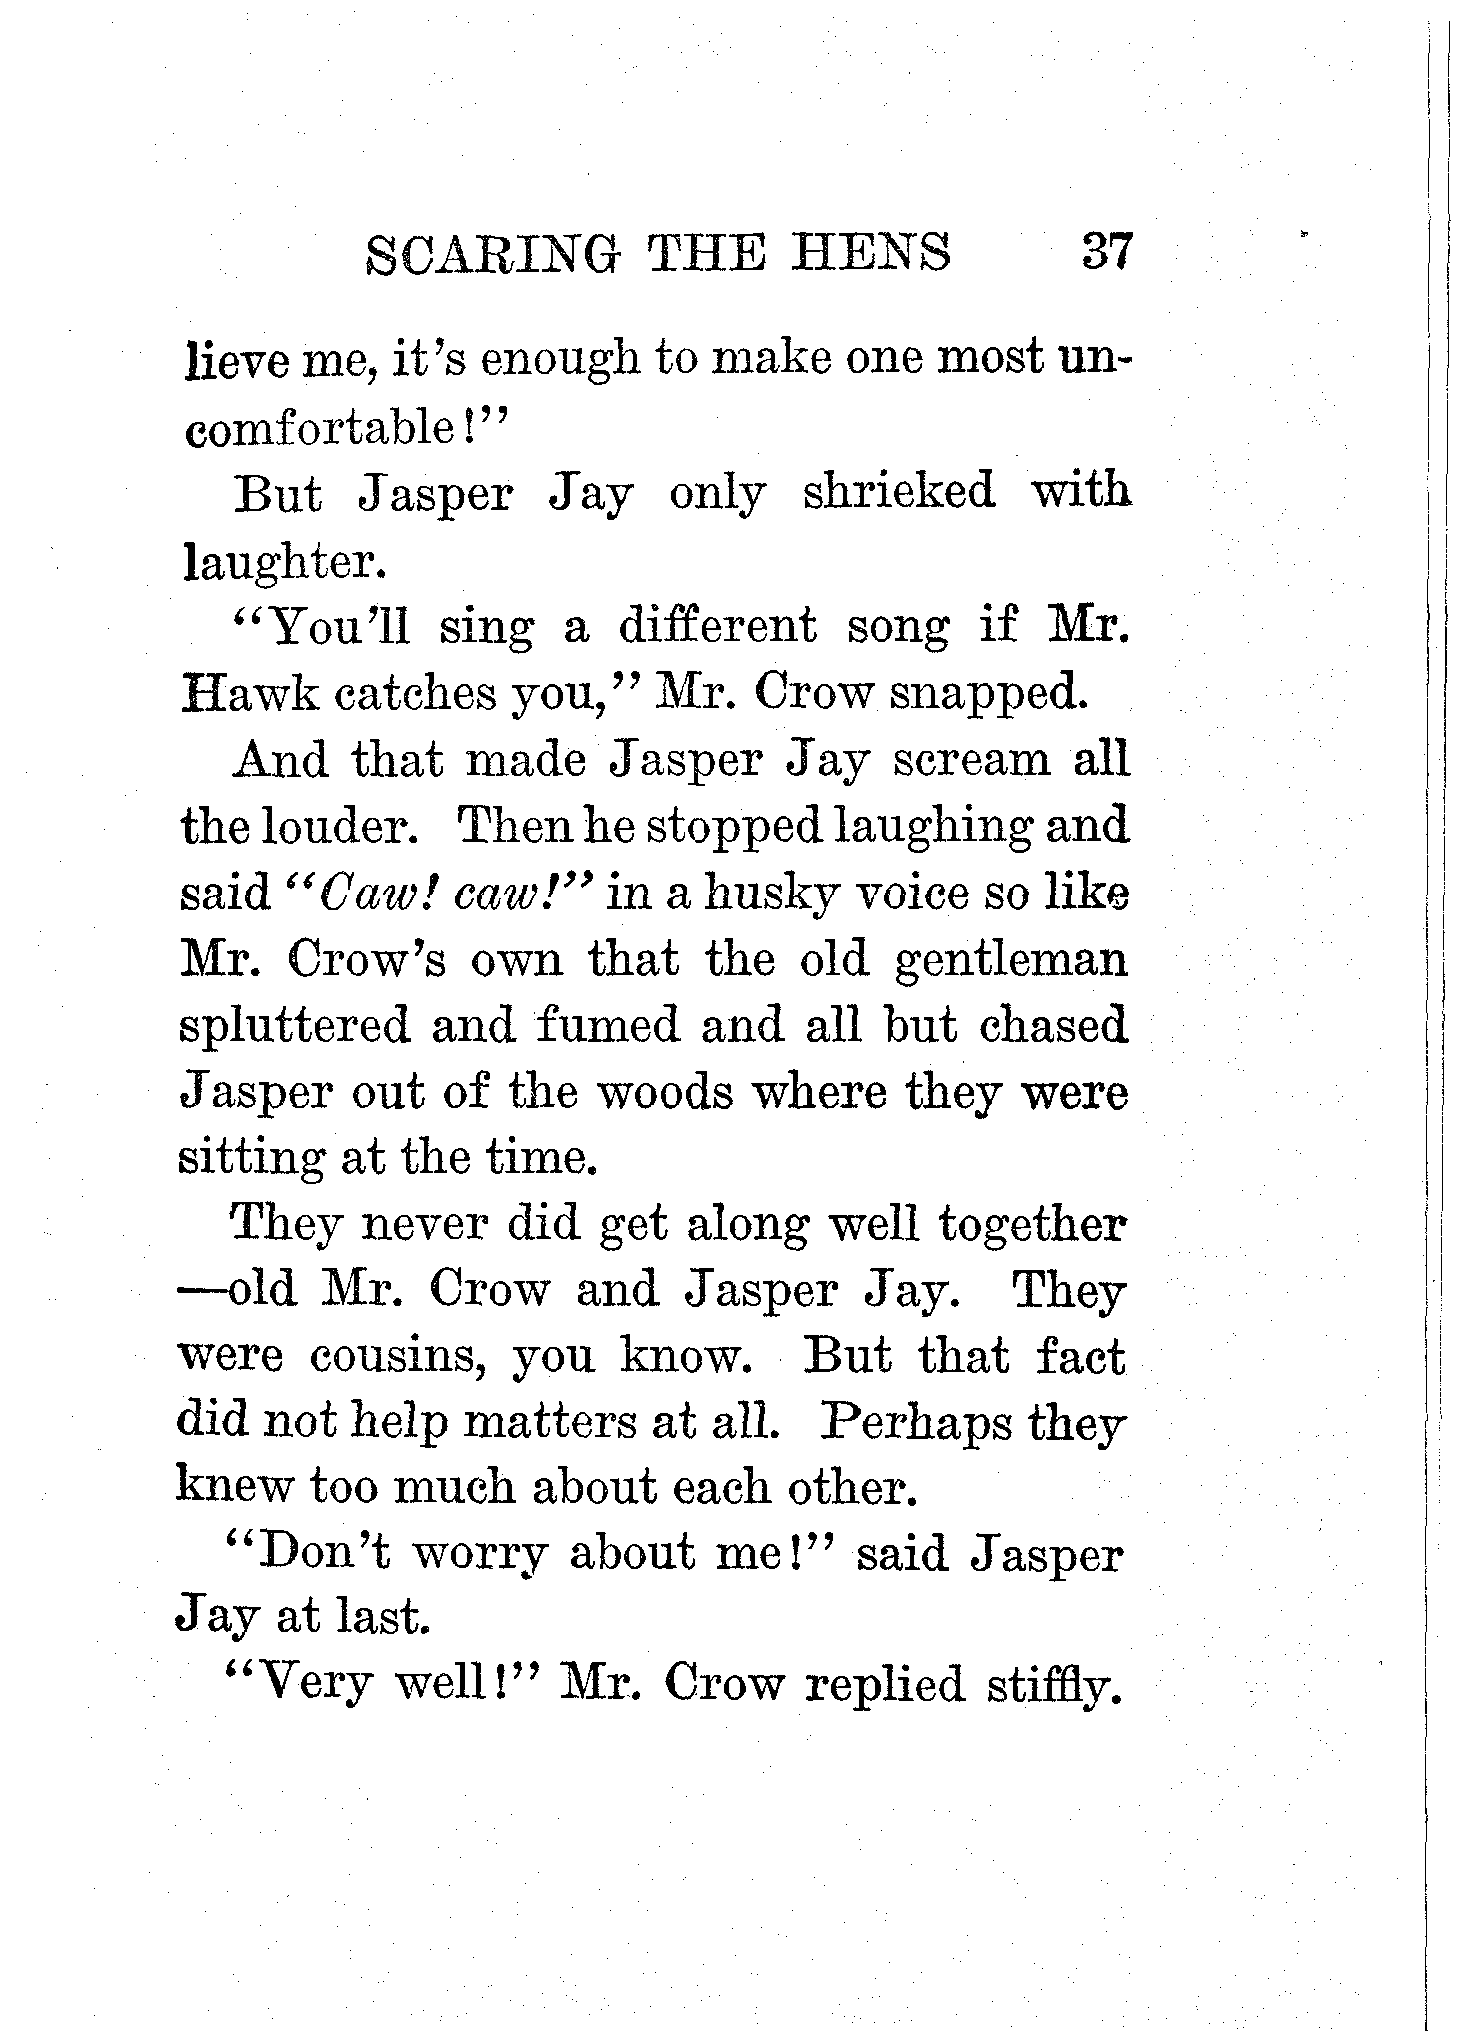 SCARING THE HENS 37
lieve me, it's enough to make one most un-
comfortable!"
But Jasper Jay only shrieked with
laughter.
"You'll sing a different song if Mr.
Hawk catches you," Mr. Crow snapped.
And that made Jasper Jay scream all
the louder. Then he stopped laughing and
said "Caw! caw!" in a husky voice so like
Mr. Crow's own that the old gentleman
spluttered and fumed and all but chased
Jasper out of the woods where they were
sitting at the time.
They never did get along well together
—old Mr. Crow and Jasper Jay. They
were cousins, you know. But that fact
did not help matters at all. Perhaps they
knew too much about each other.
"Don't worry about me!" said Jasper
Jay at last.
"Very well!" Mr. Crow replied stiffly.